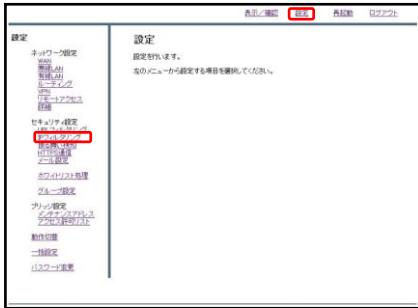 表示/確認 設定 再起動 ログアウト
設定
ネットワーク設定
WAN
無線LAN
有線LAN
ルーティング
VPN
リモートアクセス
詳細
セキュリティ設定
URLフィルタリング
IPフィルタリング
HTTPS通信
メール設定
ホワイトリスト処理
グループ設定
ブリッジ設定
メンテナンスアドレス
アクセス許可リスト
動作切替
一括設定
パスワード変更
設定
設定を行います。
左のメニューから設定する項目を選択してください。